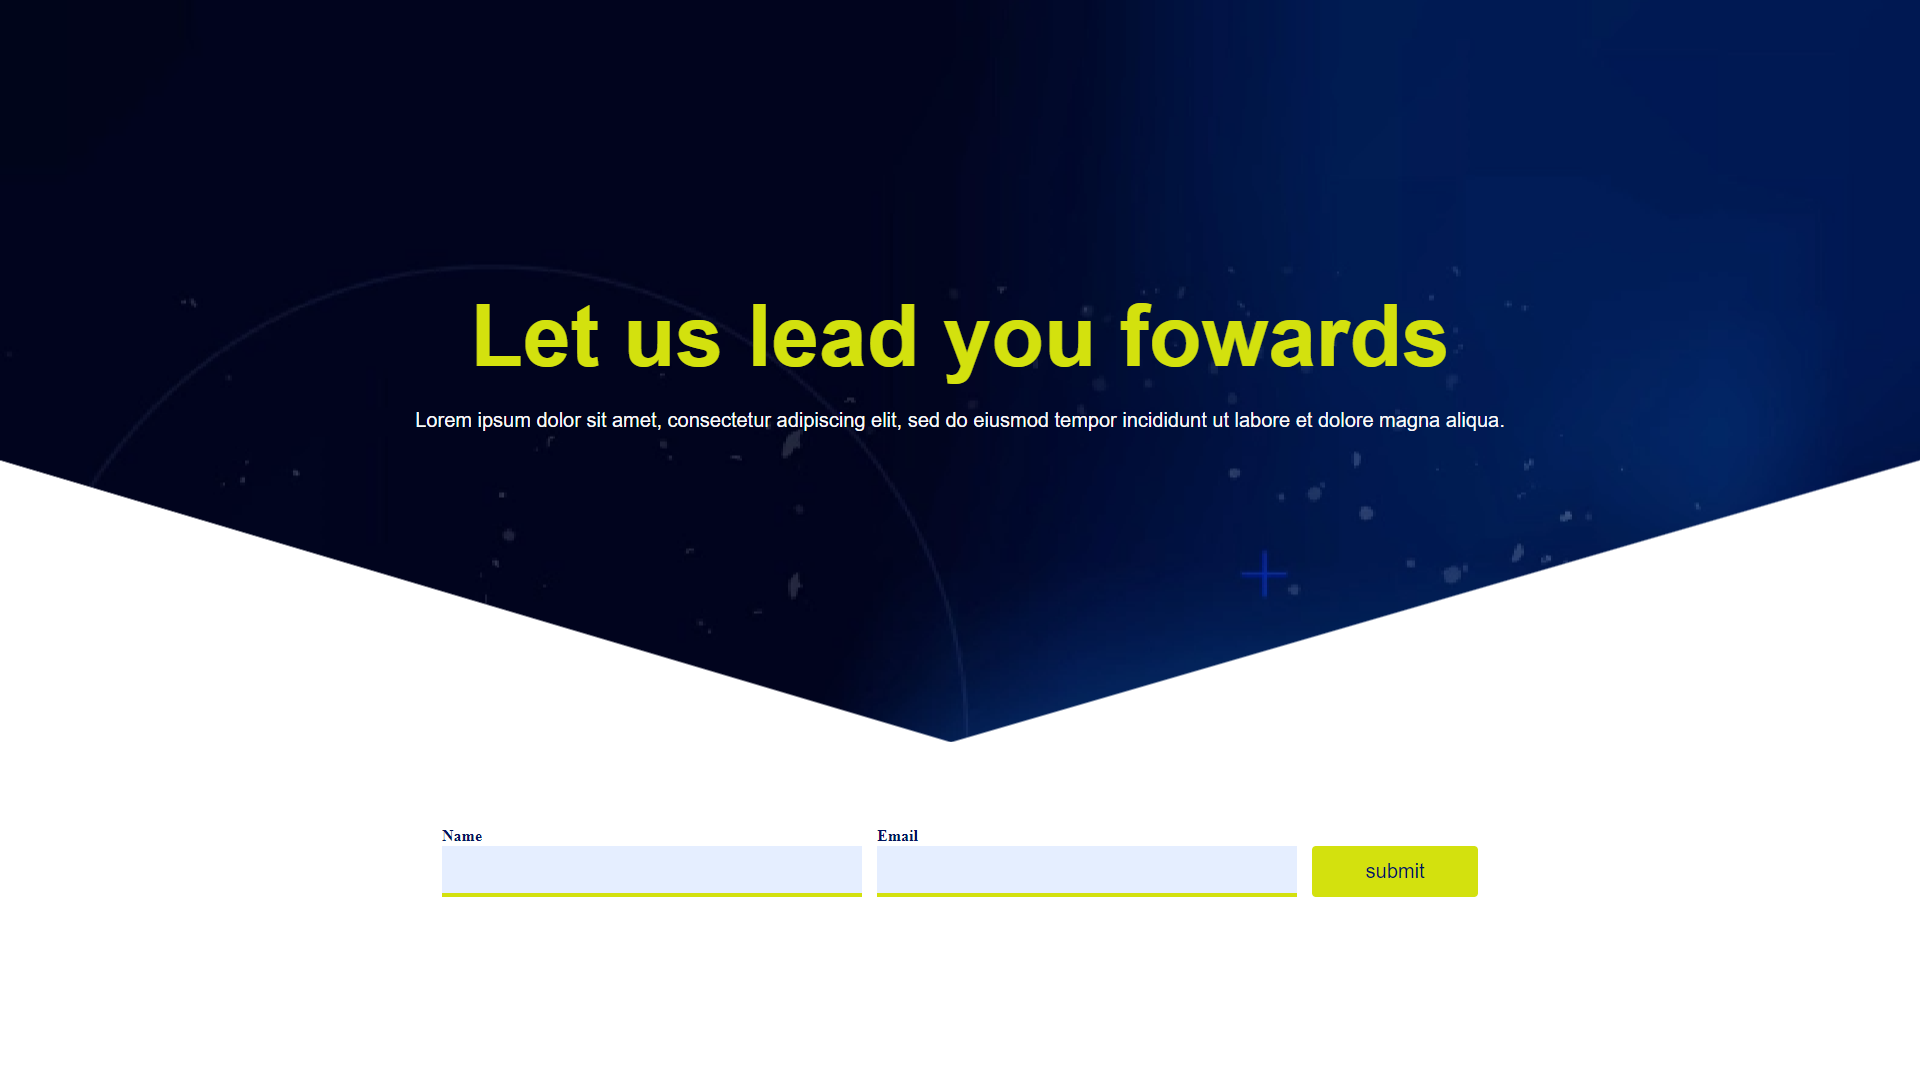 Let us lead you fowards
Lorem ipsum dolor sit amet, consectetur adipiscing elit, sed do eiusmod tempor incididunt ut labore et dolore magna aliqua.
Name
Email
submit